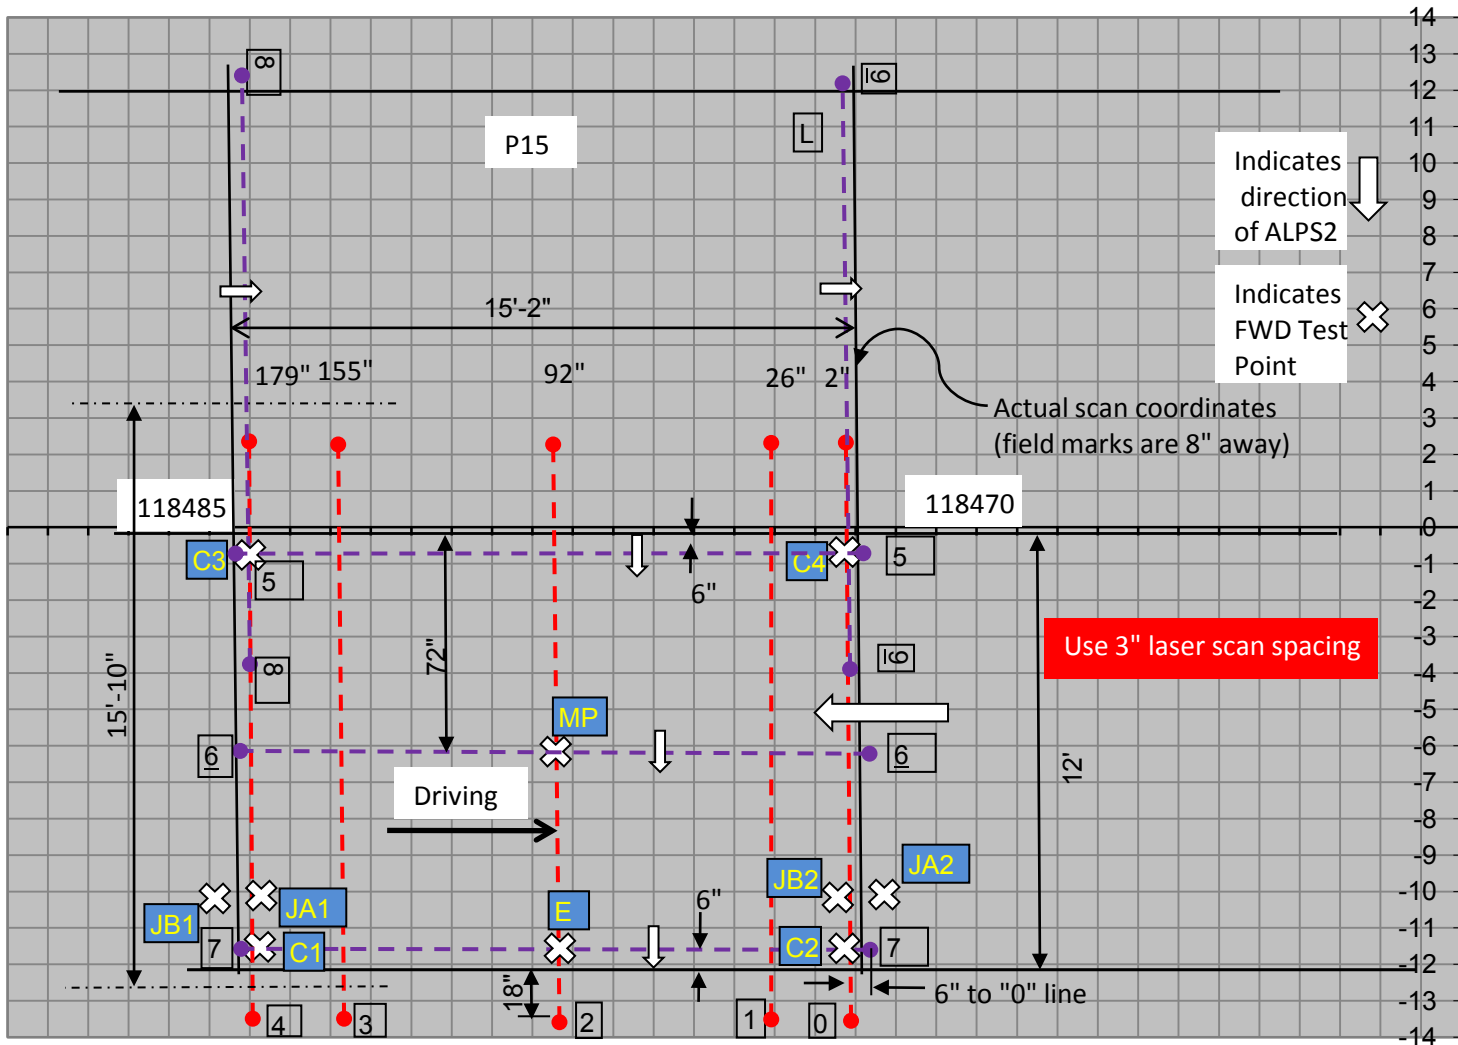 14
13
12
11
10
9
8
7
6
5
4
3
2
1
0
-1
-2
-3
-4
-5
-6
-7
-8
-9
-10
-11
-12
-13
-14
8
6
L
P15
Indicates
direction
of ALPS2
Indicates
FWD Test
Point
15'-2"
179"
155"
92"
26"
2"
Actual scan coordinates
(field marks are 8" away)
118485
118470
C3
5
C4
5
6"
Use 3" laser scan spacing
72"
15'-10"
8
6
MP
6
6
12'
Driving
JB1
JA1
E
6"
JB2
JA2
7
C1
C2
7
18"
6" to "0" line
4
3
2
1
0